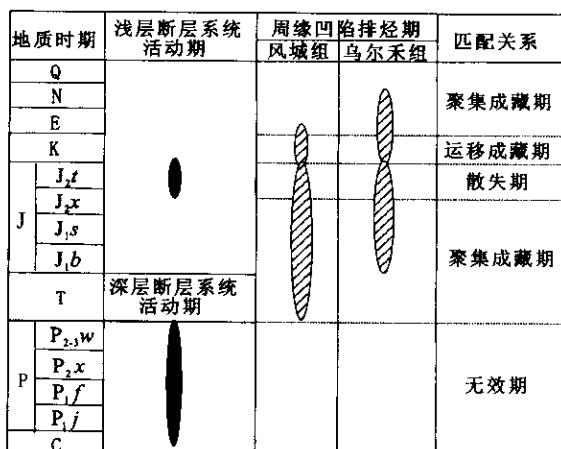 地质时期
浅层断层系统
活动期
周缘凹陷排烃期
风城组
乌尔禾组
匹配关系
Q
N
E
K
J
J₂t
J₂x
J₁s
J₁b
T
深层断层系统
活动期
P
P₂₋₃w
P₂x
P₁f
P₁j
C
聚集成藏期
运移成藏期
散失期
聚集成藏期
无效期